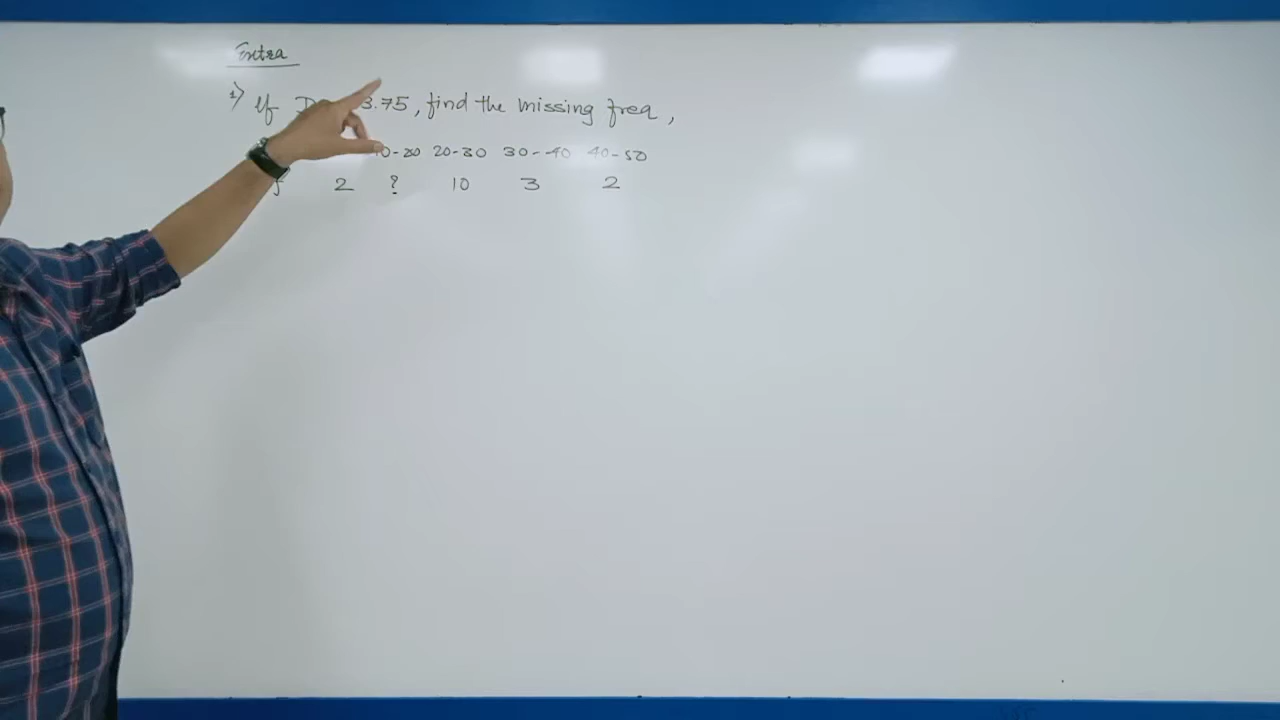 Extra
1) If 3.75, find the missing freq,
0-20 20-30 30-40 40-50
f 2 ? 10 3 2